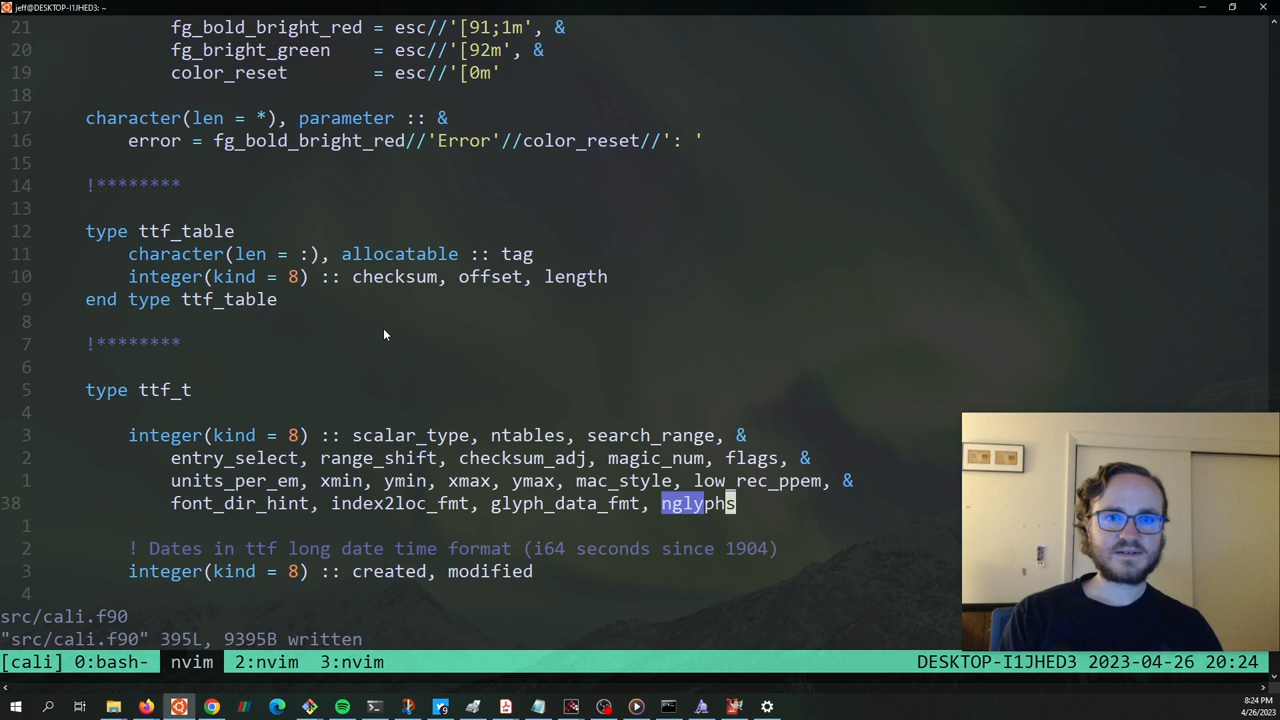 jeff@DESKTOP-I1JHED3: ~
21 fg_bold_bright_red = esc//'[91;1m', &
20 fg_bright_green = esc//'[92m', &
19 color_reset = esc//'[0m'
18
17 character(len = *), parameter :: &
16 error = fg_bold_bright_red//'Error'//color_reset//': '
15
14 !********
13
12 type ttf_table
11 character(len = :), allocatable :: tag
10 integer(kind = 8) :: checksum, offset, length
9 end type ttf_table
8
7 !********
6
5 type ttf_t
4
3 integer(kind = 8) :: scalar_type, ntables, search_range, &
2 entry_select, range_shift, checksum_adj, magic_num, flags, &
1 units_per_em, xmin, ymin, xmax, ymax, mac_style, low_rec_ppem, &
38 font_dir_hint, index2loc_fmt, glyph_data_fmt, nglyphs
1
2 ! Dates in ttf long date time format (i64 seconds since 1904)
3 integer(kind = 8) :: created, modified
4
src/cali.f90
"src/cali.f90" 395L, 9395B written
[cali] 0:bash- nvim 2:nvim 3:nvim DESKTOP-I1JHED3 2023-04-26 20:24
8:24 PM
4/26/2023